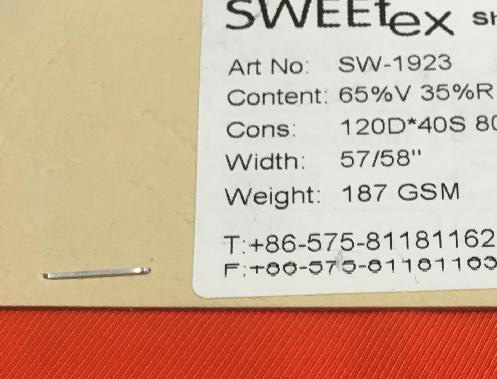 SWEEtex SH
Art No: SW-1923
Content: 65%V 35%R
Cons: 120D*40S 80
Width: 57/58"
Weight: 187 GSM
T:+86-575-81181162
F:+86-575-81181163